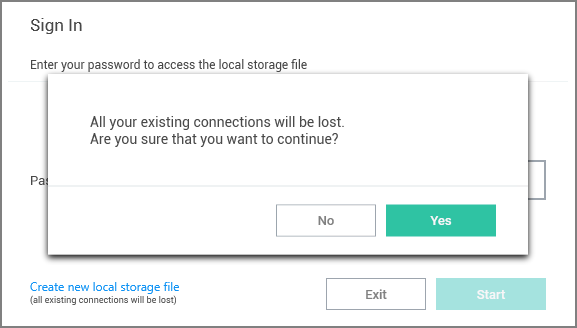 Sign In
Enter your password to access the local storage file
All your existing connections will be lost.
Are you sure that you want to continue?
No
Yes
Create new local storage file
(all existing connections will be lost)
Exit
Start